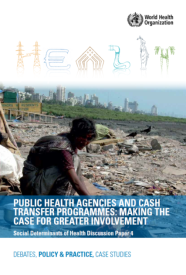 World Health
Organization
PUBLIC HEALTH AGENCIES AND CASH
TRANSFER PROGRAMMES: MAKING THE
CASE FOR GREATER INVOLVEMENT
Social Determinants of Health Discussion Paper 4
DEBATES, POLICY & PRACTICE, CASE STUDIES